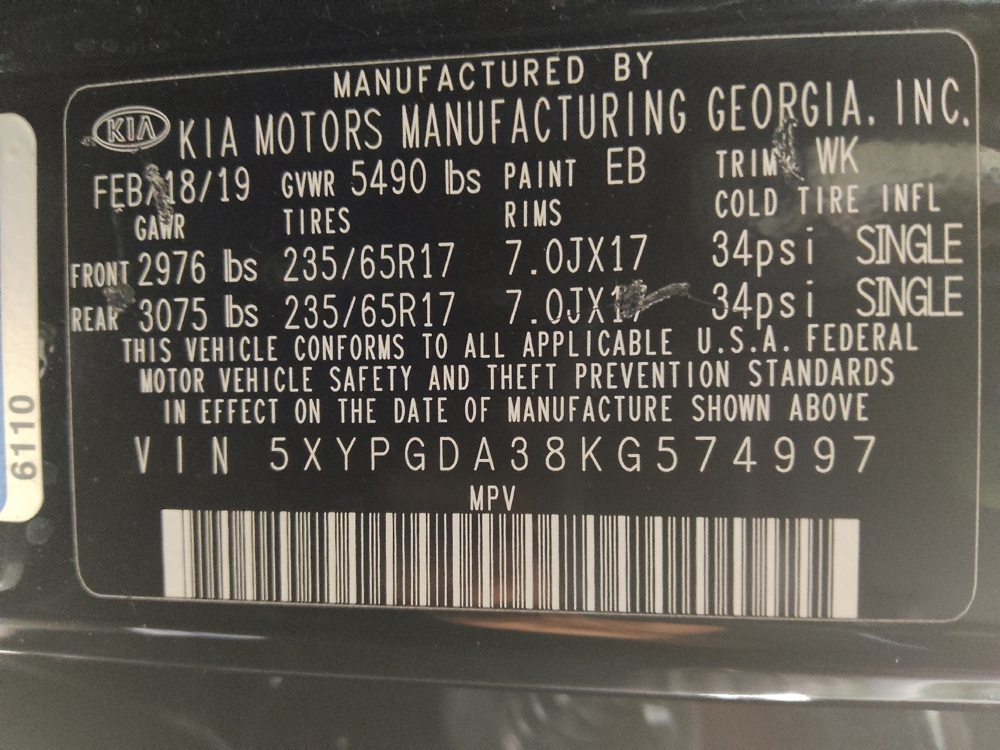 MANUFACTURED BY
KIA KIA MOTORS MANUFACTURING GEORGIA, INC.
FEB/18/19 GVWR 5490 lbs PAINT EB TRIM WK
GAWR TIRES RIMS COLD TIRE INFL
FRONT 2976 lbs 235/65R17 7.0JX17 34psi SINGLE
REAR 3075 lbs 235/65R17 7.0JX17 34psi SINGLE
THIS VEHICLE CONFORMS TO ALL APPLICABLE U.S.A. FEDERAL
MOTOR VEHICLE SAFETY AND THEFT PREVENTION STANDARDS
IN EFFECT ON THE DATE OF MANUFACTURE SHOWN ABOVE
VIN 5XYPGDA38KG574997
MPV
6110